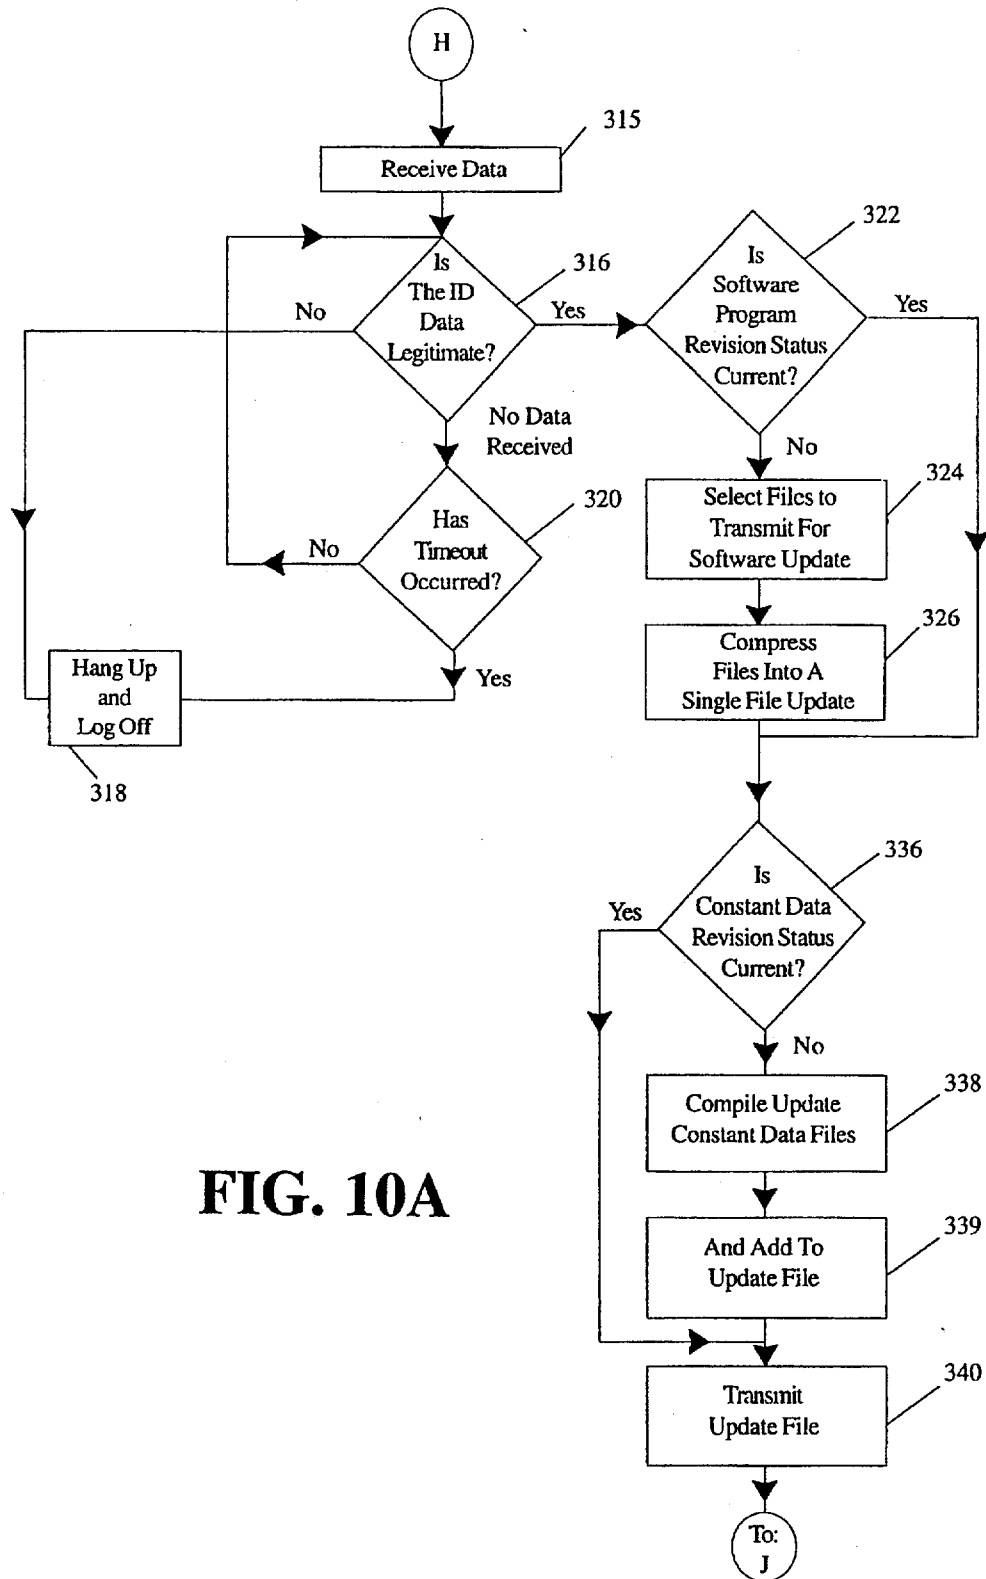 H
315
Receive Data
Is
The ID
Data
Legitimate?
316
No
Yes
No Data
Received
Has
Timeout
Occurred?
320
No
Yes
Hang Up
and
Log Off
318
Is
Software
Program
Revision Status
Current?
322
Yes
No
Select Files to
Transmit For
Software Update
324
Compress
Files Into A
Single File Update
326
Is
Constant Data
Revision Status
Current?
336
Yes
No
Compile Update
Constant Data Files
338
And Add To
Update File
339
Transmit
Update File
340
To:
J
FIG. 10A